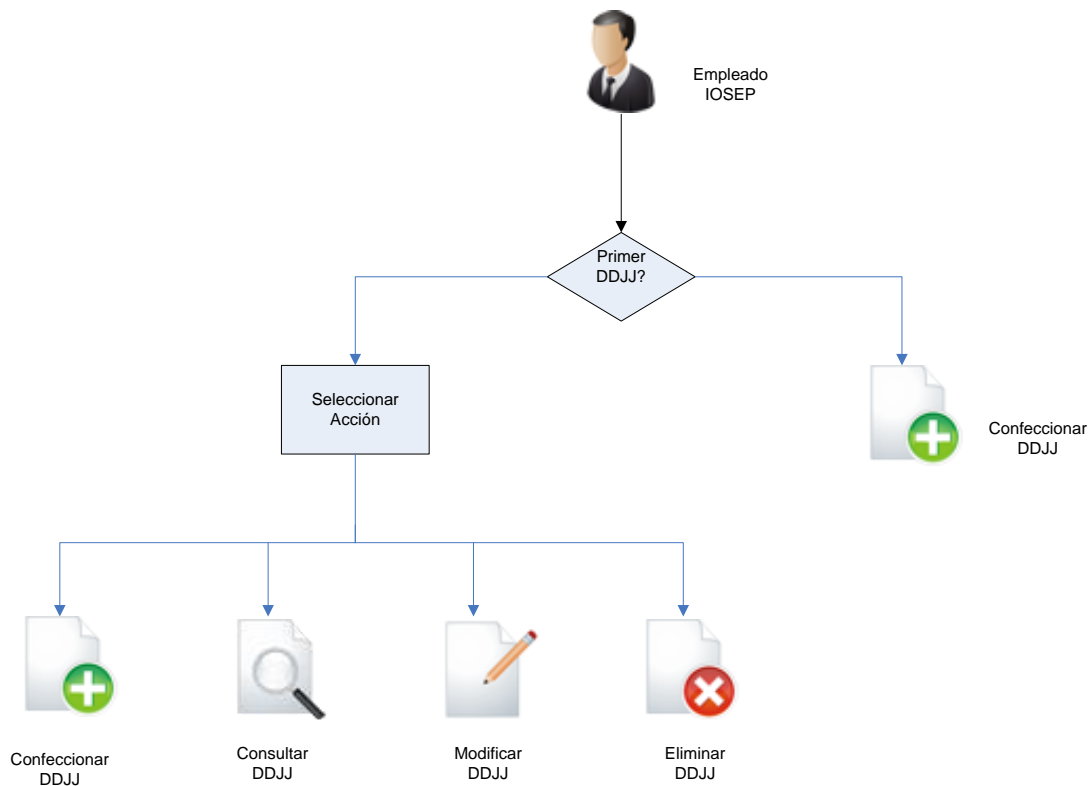 Empleado
IOSEP
Primer
DDJJ?
Seleccionar
Acción
Confeccionar
DDJJ
Confeccionar
DDJJ
Consultar
DDJJ
Modificar
DDJJ
Eliminar
DDJJ